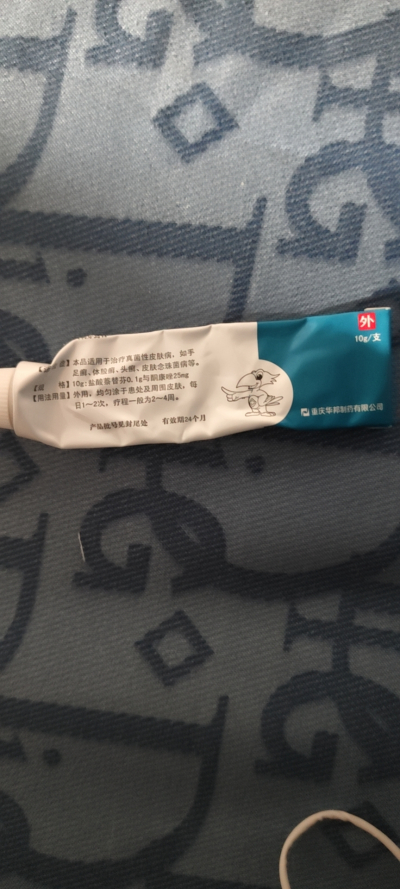 外
10g/支
】本品适用于治疗真菌性皮肤病，如手
足癣、体股癣、头癣、皮肤念珠菌病等。
【规 格】10g:盐酸萘替芬0.1g与酮康唑25mg
【用法用量】外用，均匀涂于患处及周围皮肤，每
日1～2次，疗程一般为2～4周。
产品批号见封尾处 有效期24个月
重庆华邦制药有限公司